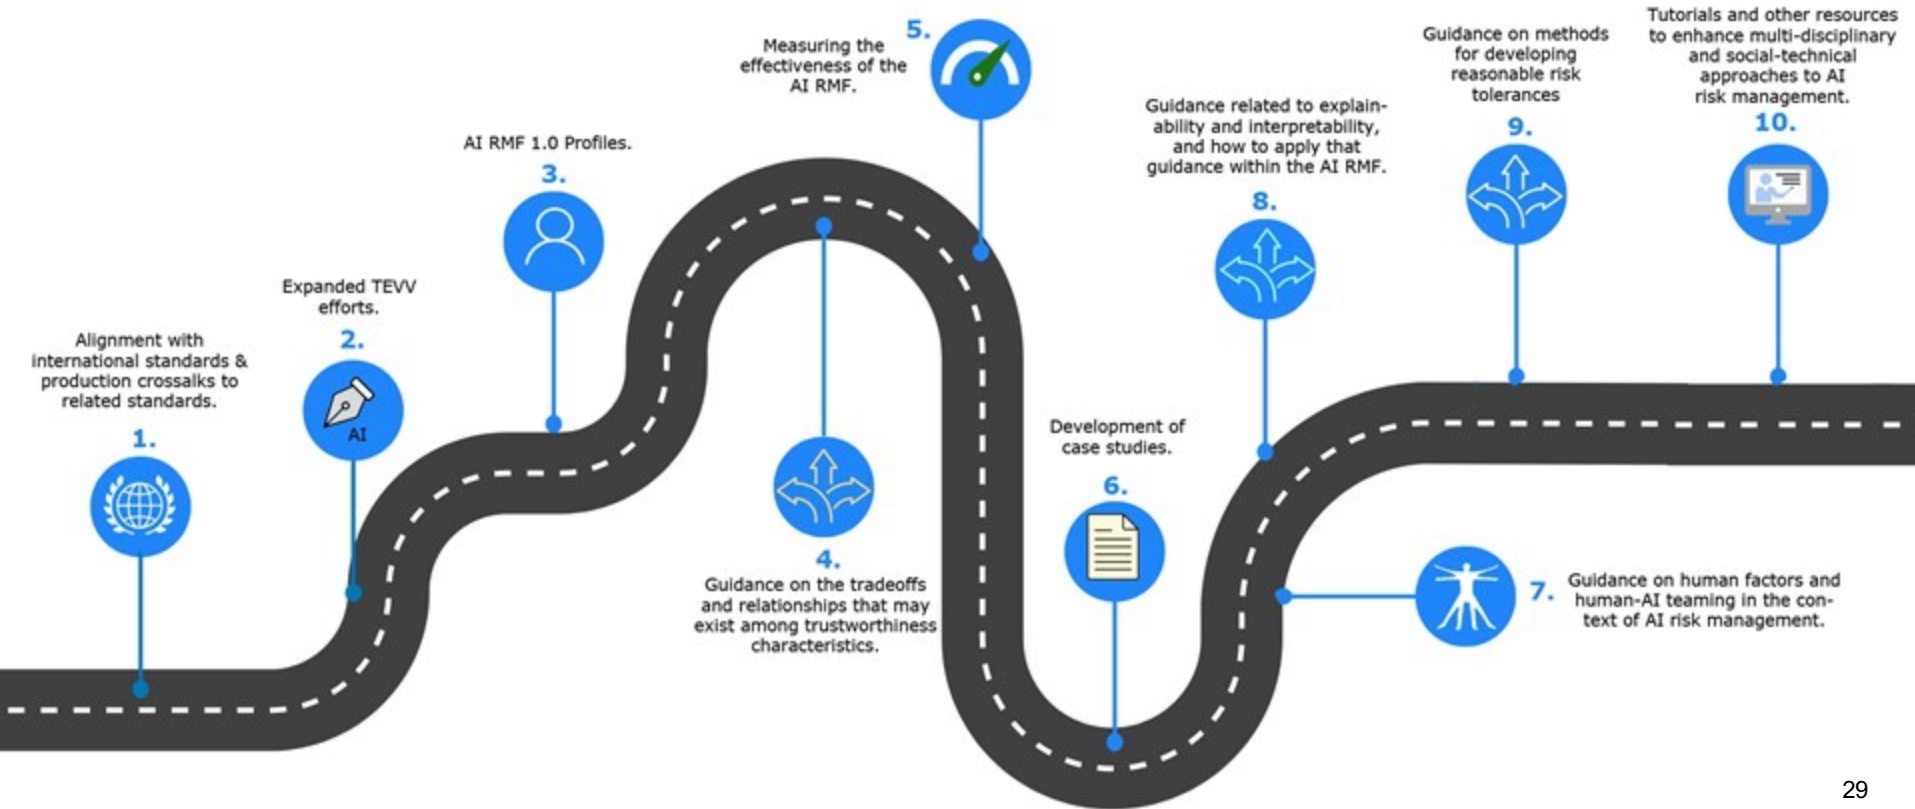 Alignment with
international standards &
production crossalks to
related standards.
1.
Expanded TEVV
efforts.
2.
AI
AI RMF 1.0 Profiles.
3.
4.
Guidance on the tradeoffs
and relationships that may
exist among trustworthiness
characteristics.
5.
Measuring the
effectiveness of the
AI RMF.
Development of
case studies.
6.
7.
Guidance on human factors and
human-AI teaming in the con-
text of AI risk management.
Guidance related to explain-
ability and interpretability,
and how to apply that
guidance within the AI RMF.
8.
Guidance on methods
for developing
reasonable risk
tolerances
9.
Tutorials and other resources
to enhance multi-disciplinary
and social-technical
approaches to AI
risk management.
10.
29